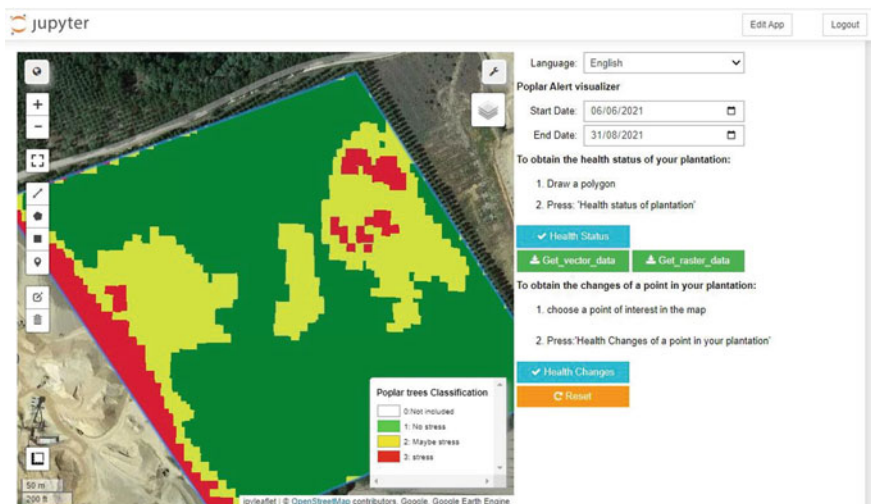 jupyter
Edit App
Logout
Language: English
Poplar Alert visualizer
Start Date: 06/06/2021
End Date: 31/08/2021
To obtain the health status of your plantation:
1. Draw a polygon
2. Press: 'Health status of plantation'
Health Status
Get_vector_data
Get_raster_data
To obtain the changes of a point in your plantation:
1. choose a point of interest in the map
2. Press:'Health Changes of a point in your plantation'
Health Changes
Reset
+
−
Poplar trees Classification
0:Not included
1: No stress
2: Maybe stress
3: stress
50 m
200 ft
ipyleaflet | © OpenStreetMap contributors, Google, Google Earth Engine